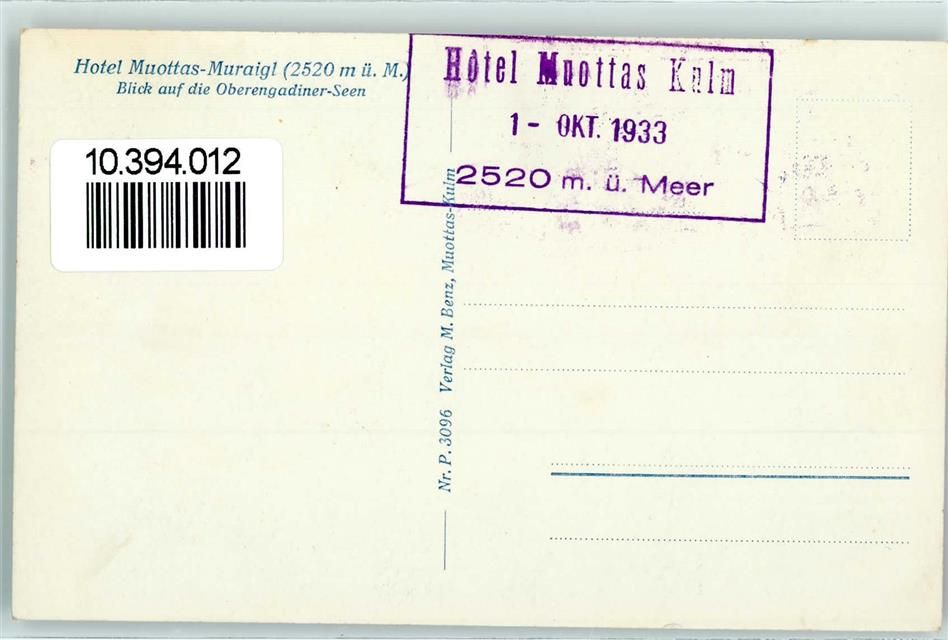 Hotel Muottas-Muraigl (2520 m ü. M.)
Blick auf die Oberengadiner-Seen
10.394.012
Hôtel Muottas Kulm
1 - OKT. 1933
2520 m. ü. Meer
Nr. P. 3096 Verlag M. Benz, Muottas-Kulm